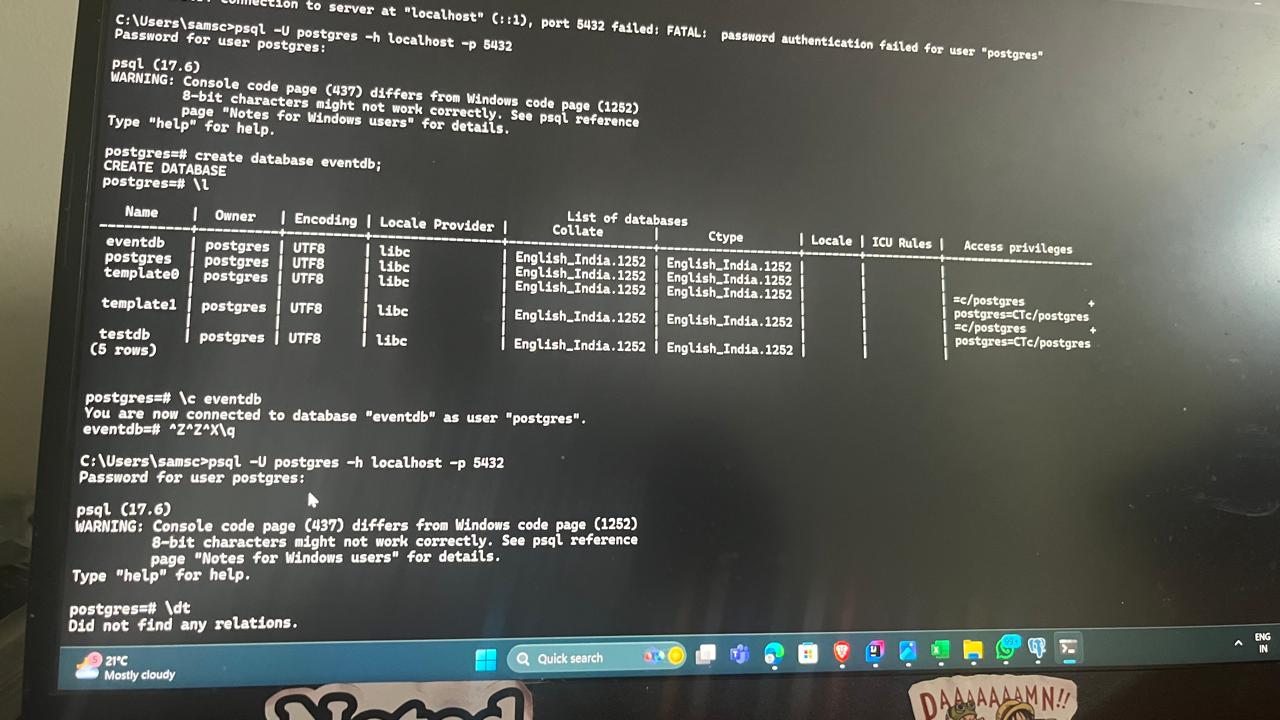 connection to server at "localhost" (::1), port 5432 failed: FATAL:  password authentication failed for user "postgres"
C:\Users\samsc>psql -U postgres -h localhost -p 5432
Password for user postgres:
psql (17.6)
WARNING: Console code page (437) differs from Windows code page (1252)
8-bit characters might not work correctly. See psql reference
page "Notes for Windows users" for details.
Type "help" for help.
postgres=# create database eventdb;
CREATE DATABASE
postgres=# \l
List of databases
Name | Owner | Encoding | Locale Provider | Collate | Ctype | Locale | ICU Rules | Access privileges
eventdb | postgres | UTF8 | libc | English_India.1252 | English_India.1252 | | |
postgres | postgres | UTF8 | libc | English_India.1252 | English_India.1252 | | |
template0 | postgres | UTF8 | libc | English_India.1252 | English_India.1252 | | | =c/postgres +
| | | | | | | | postgres=CTc/postgres
template1 | postgres | UTF8 | libc | English_India.1252 | English_India.1252 | | | =c/postgres +
| | | | | | | | postgres=CTc/postgres
testdb | postgres | UTF8 | libc | English_India.1252 | English_India.1252 | | |
(5 rows)
postgres=# \c eventdb
You are now connected to database "eventdb" as user "postgres".
eventdb=# ^Z^Z^X\q
C:\Users\samsc>psql -U postgres -h localhost -p 5432
Password for user postgres:
psql (17.6)
WARNING: Console code page (437) differs from Windows code page (1252)
8-bit characters might not work correctly. See psql reference
page "Notes for Windows users" for details.
Type "help" for help.
postgres=# \dt
Did not find any relations.
5
21°C
Mostly cloudy
Quick search
99+
ENG
IN
Noted
DAAAAAAMN!!